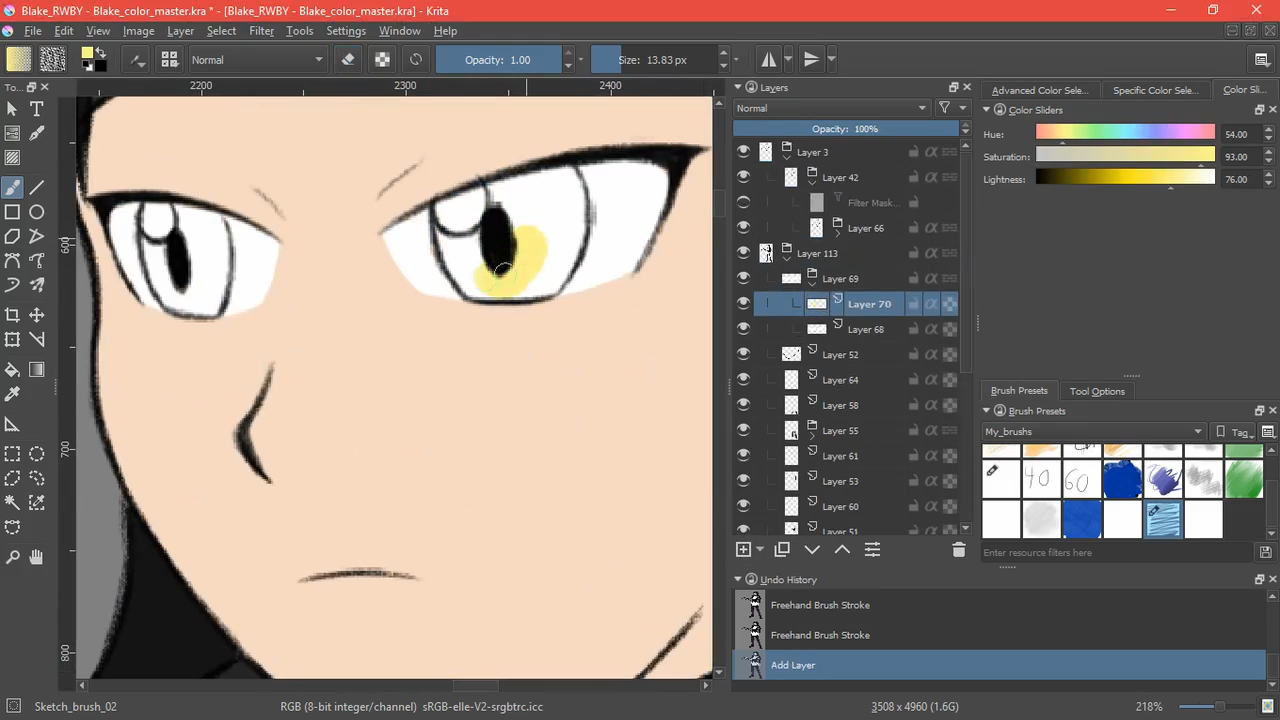 Blake_RWBY - Blake_color_master.kra * - [Blake_RWBY - Blake_color_master.kra] - Krita
File Edit View Image Layer Select Filter Tools Settings Window Help
Normal Opacity: 1.00 Size: 13.83 px
To...
2200 2300 2400
600
700
800
Layers
Normal
Opacity: 100%
Layer 3
Layer 42
Filter Mask...
Layer 66
Layer 113
Layer 69
Layer 70
Layer 68
Layer 52
Layer 64
Layer 58
Layer 55
Layer 61
Layer 53
Layer 60
Layer 51
Advanced Color Sele... Specific Color Sele... Color Sli...
Color Sliders
Hue: 54.00
Saturation: 93.00
Lightness: 76.00
Brush Presets Tool Options
Brush Presets
My_brushs Tag
40 60
Enter resource filters here
Undo History
Freehand Brush Stroke
Freehand Brush Stroke
Add Layer
Sketch_brush_02 RGB (8-bit integer/channel) sRGB-elle-V2-srgbtrc.icc 3508 x 4960 (1.6G) 218%